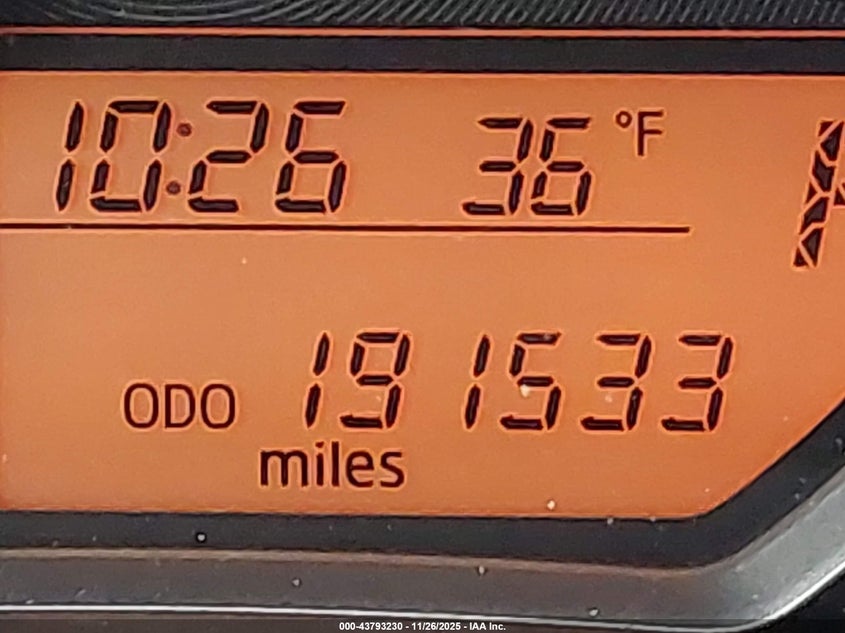 10:26 36 °F
ODO 191533
miles
000-43793230 - 11/26/2025 - IAA Inc.